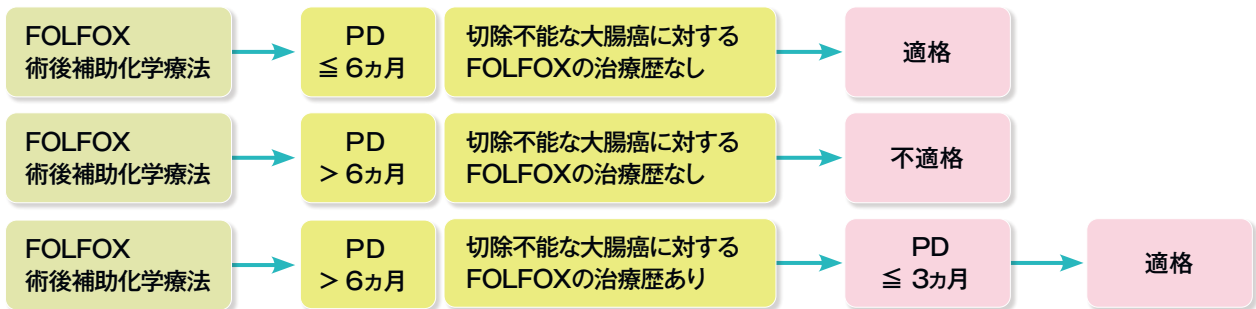 FOLFOX
術後補助化学療法
PD
≦ 6ヵ月
切除不能な大腸癌に対する
FOLFOXの治療歴なし
適格
FOLFOX
術後補助化学療法
PD
> 6ヵ月
切除不能な大腸癌に対する
FOLFOXの治療歴なし
不適格
FOLFOX
術後補助化学療法
PD
> 6ヵ月
切除不能な大腸癌に対する
FOLFOXの治療歴あり
PD
≦ 3ヵ月
適格